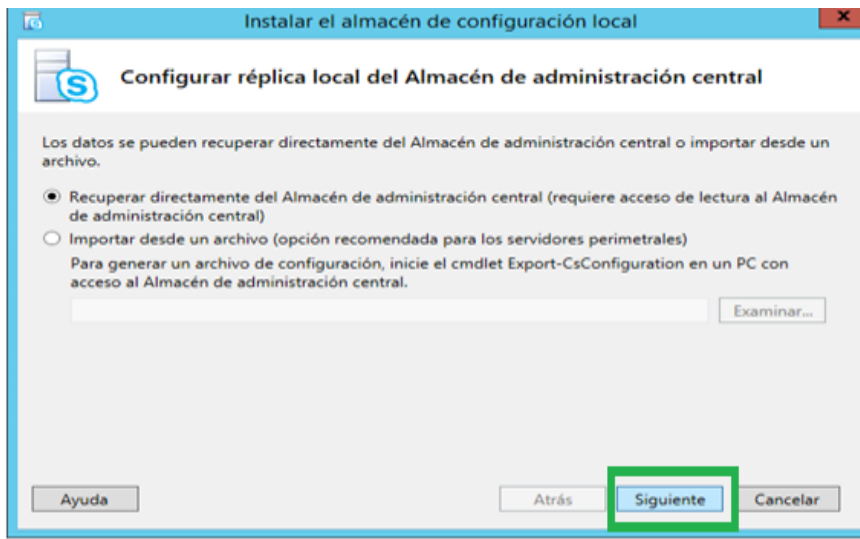 Instalar el almacén de configuración local
Configurar réplica local del Almacén de administración central
Los datos se pueden recuperar directamente del Almacén de administración central o importar desde un
archivo.
Recuperar directamente del Almacén de administración central (requiere acceso de lectura al Almacén
de administración central)
Importar desde un archivo (opción recomendada para los servidores perimetrales)
Para generar un archivo de configuración, inicie el cmdlet Export-CsConfiguration en un PC con
acceso al Almacén de administración central.
Examinar...
Ayuda
Atrás
Siguiente
Cancelar